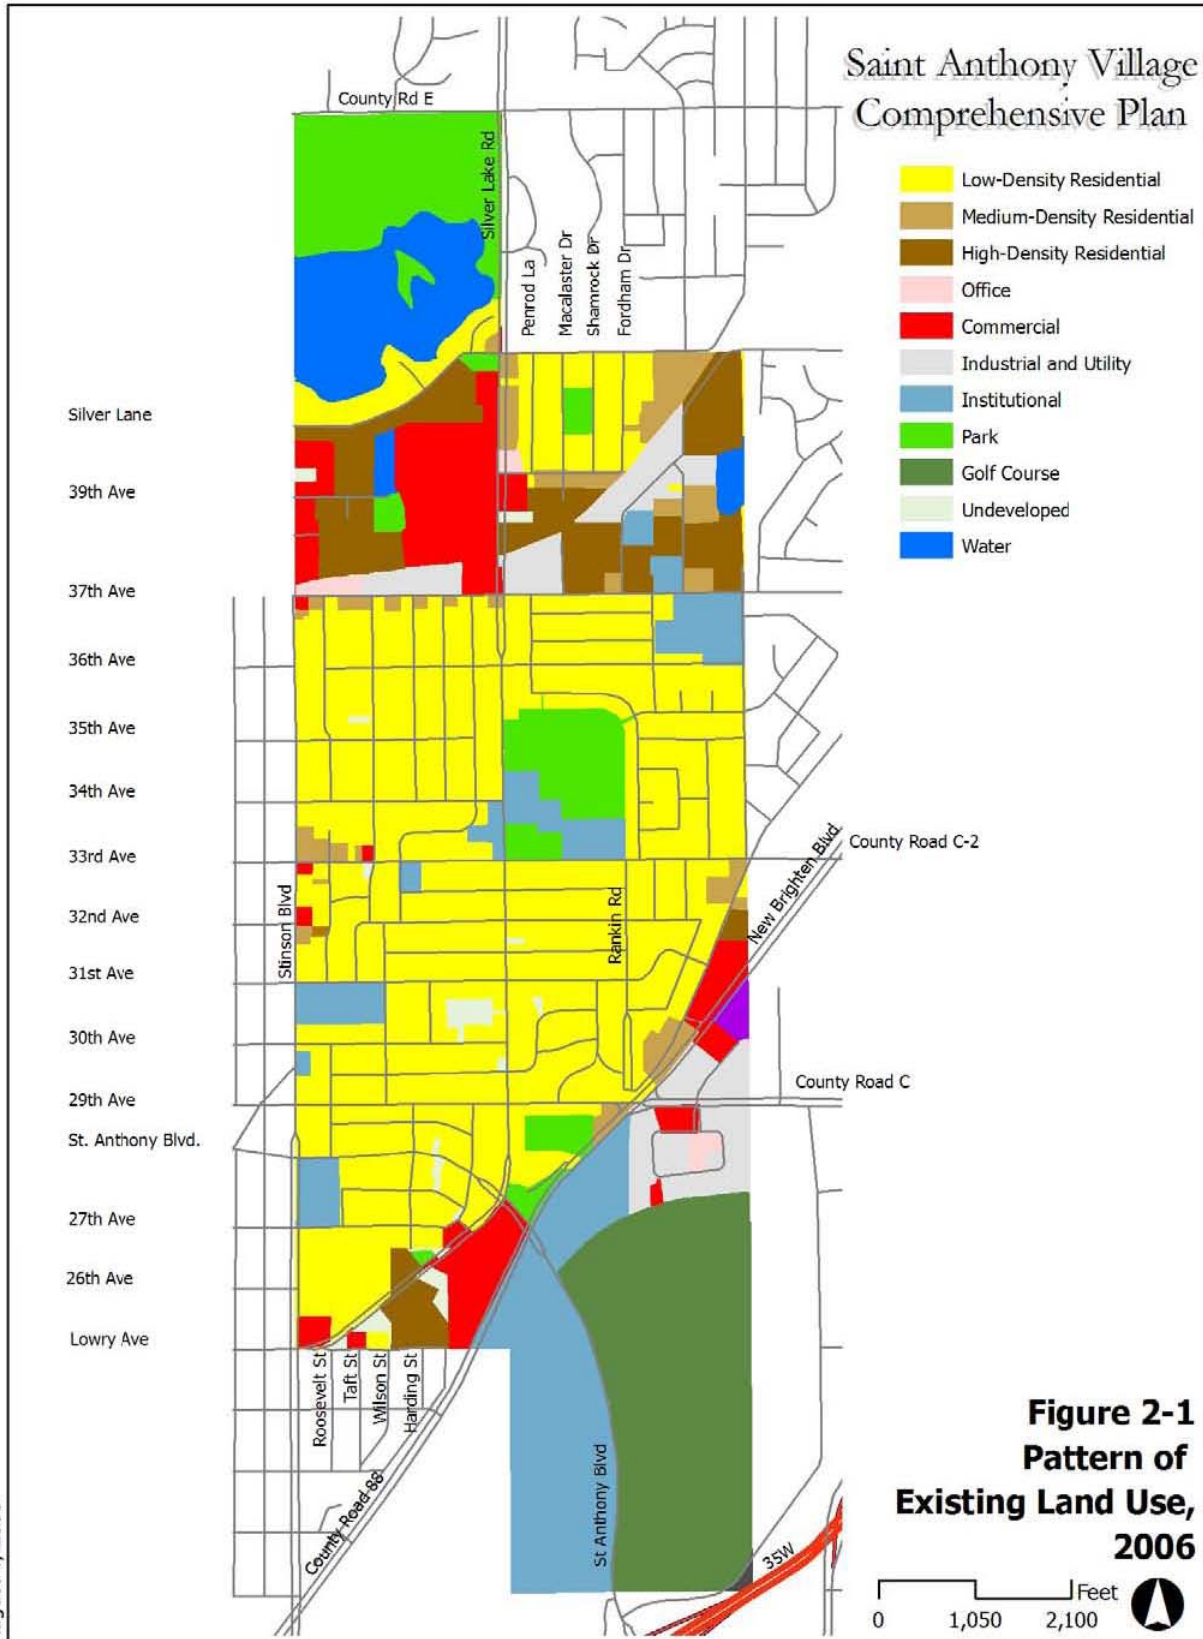 Saint Anthony Village
Comprehensive Plan
County Rd E
Silver Lake Rd
Penrod La
Macalaster Dr
Shamrock Dr
Fordham Dr
Low-Density Residential
Medium-Density Residential
High-Density Residential
Office
Commercial
Industrial and Utility
Institutional
Park
Golf Course
Undeveloped
Water
Silver Lane
39th Ave
37th Ave
36th Ave
35th Ave
34th Ave
33rd Ave
32nd Ave
31st Ave
30th Ave
29th Ave
St. Anthony Blvd.
27th Ave
26th Ave
Lowry Ave
Stinson Blvd
Rankin Rd
New Brighten Blvd
County Road C-2
County Road C
Roosevelt St
Taft St
Wilson St
Harding St
County Road 88
St Anthony Blvd
35W
Figure 2-1
Pattern of
Existing Land Use,
2006
Feet
0 1,050 2,100